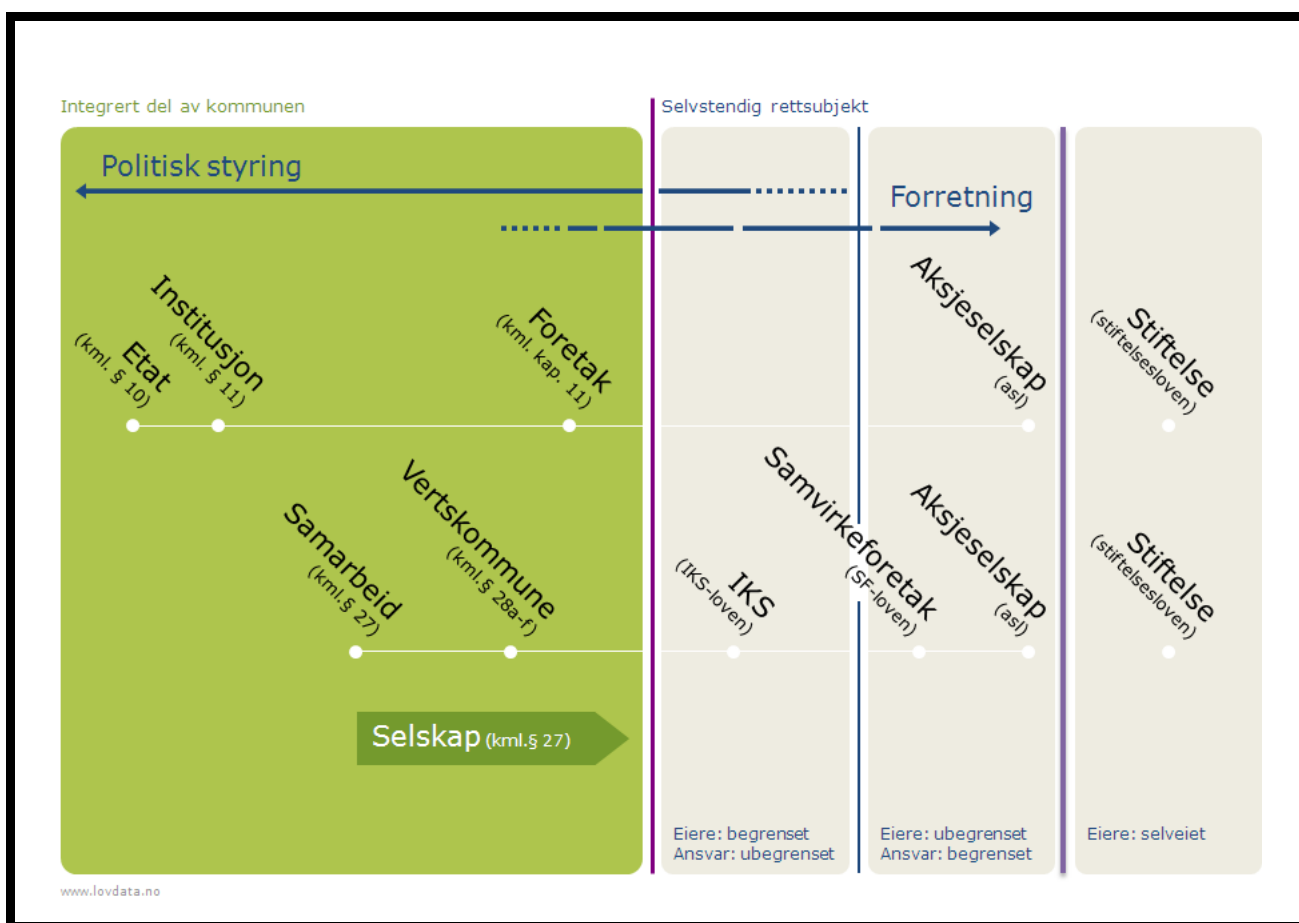 Integrert del av kommunen
Selvstendig rettsubjekt
Politisk styring
Forretning
Etat
(kml. § 10)
Institusjon
(kml. § 11)
Foretak
(kml. kap. 11)
Aksjeselskap
(asl)
Stiftelse
(stiftelsesloven)
Samarbeid
(kml.§ 27)
Vertskommune
(kml.§ 28a-f)
IKS
(IKS-loven)
Samvirkeforetak
(SF-loven)
Aksjeselskap
(asl)
Stiftelse
(stiftelsesloven)
Selskap (kml.§ 27)
Eiere: begrenset
Ansvar: ubegrenset
Eiere: ubegrenset
Ansvar: begrenset
Eiere: selveiet
www.lovdata.no